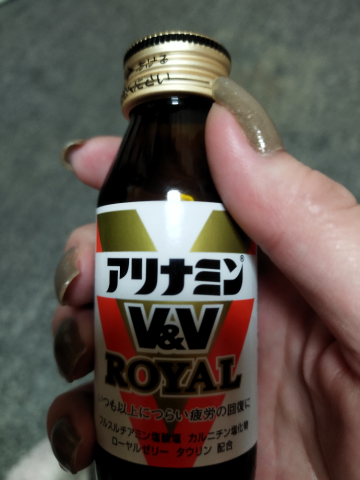 アリナミン®
V&V
ROYAL
いつも以上につらい疲労の回復に
フルスルチアミン塩酸塩 カルニチン塩化物
ローヤルゼリー タウリン 配合